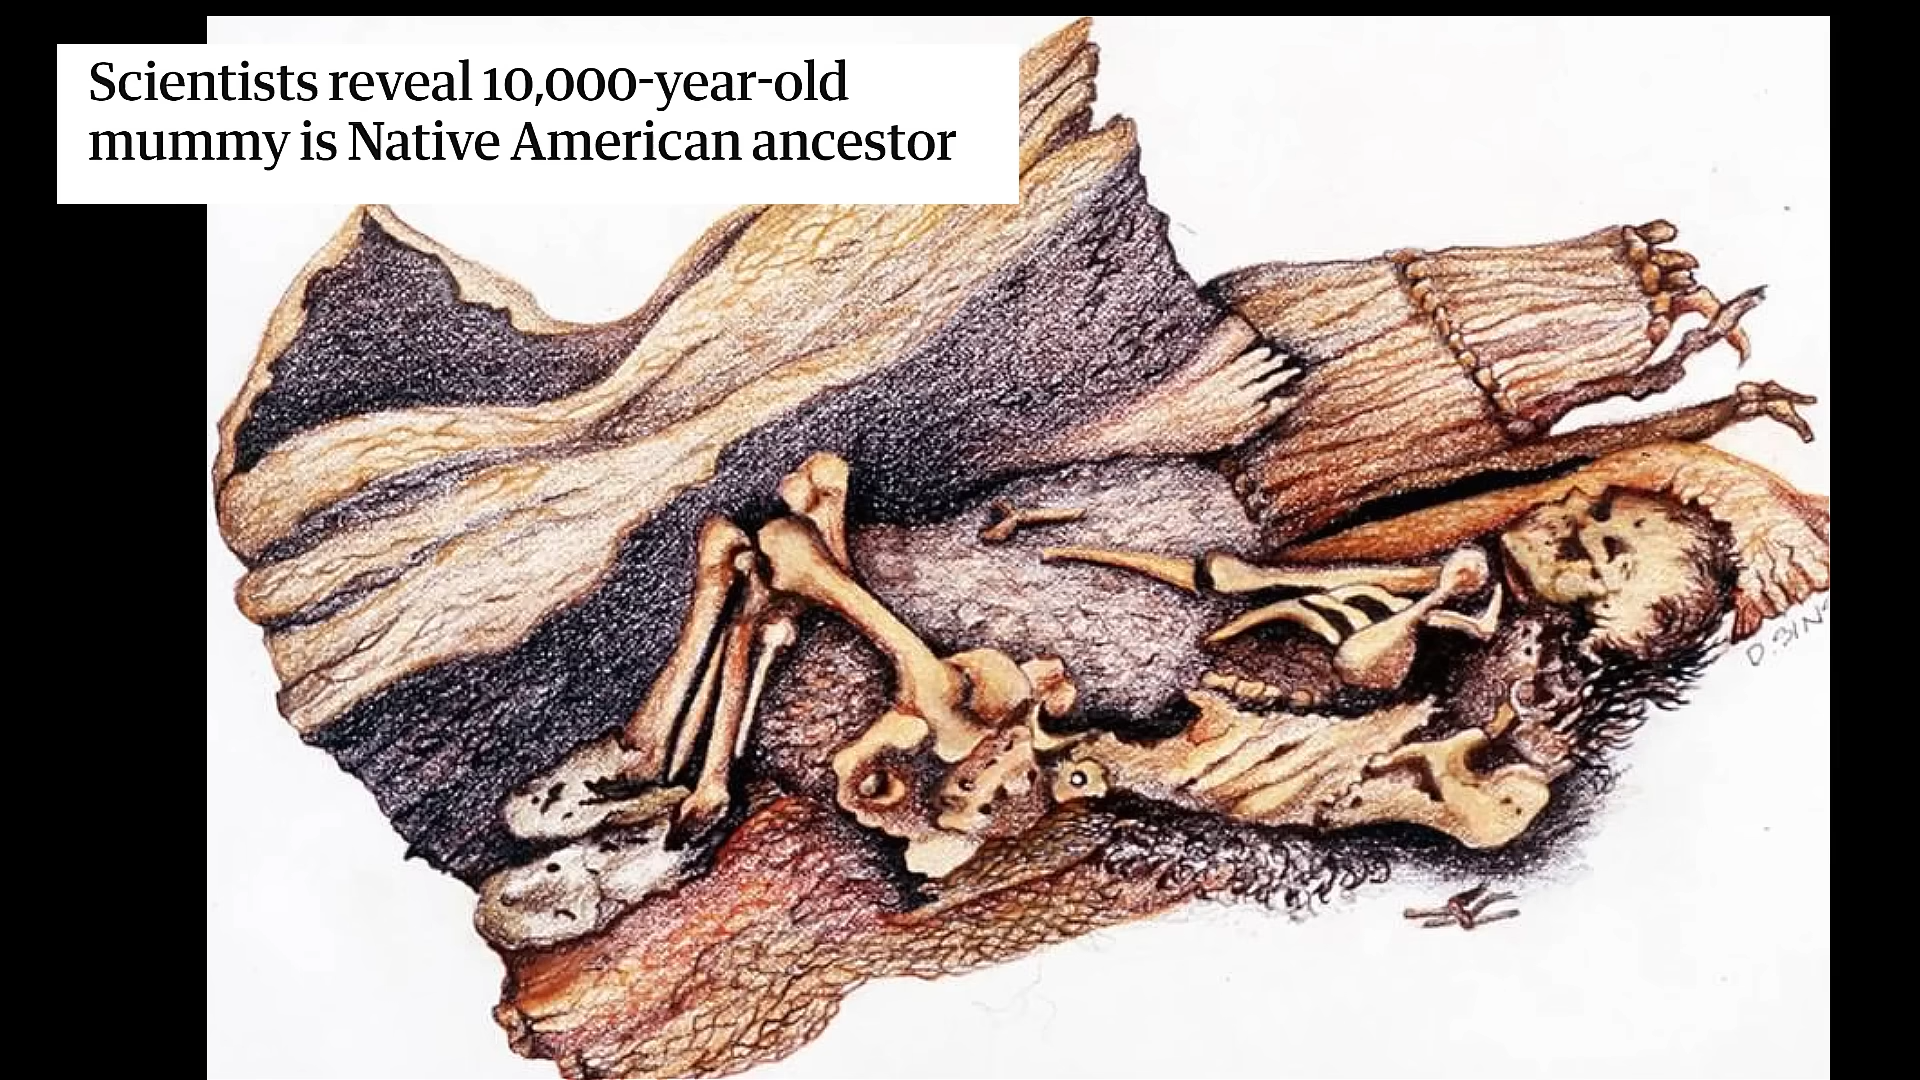 Scientists reveal 10,000-year-old
mummy is Native American ancestor